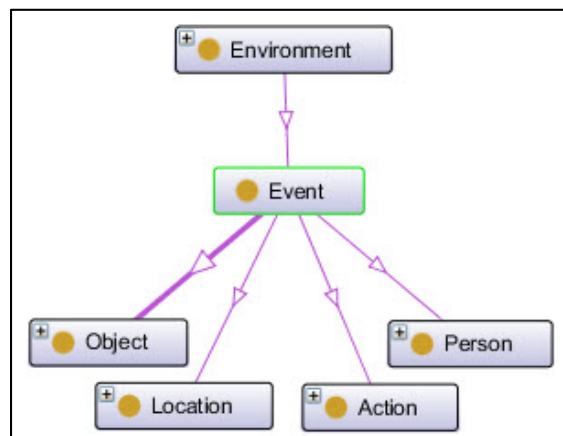 Environment
Event
Object
Person
Location
Action